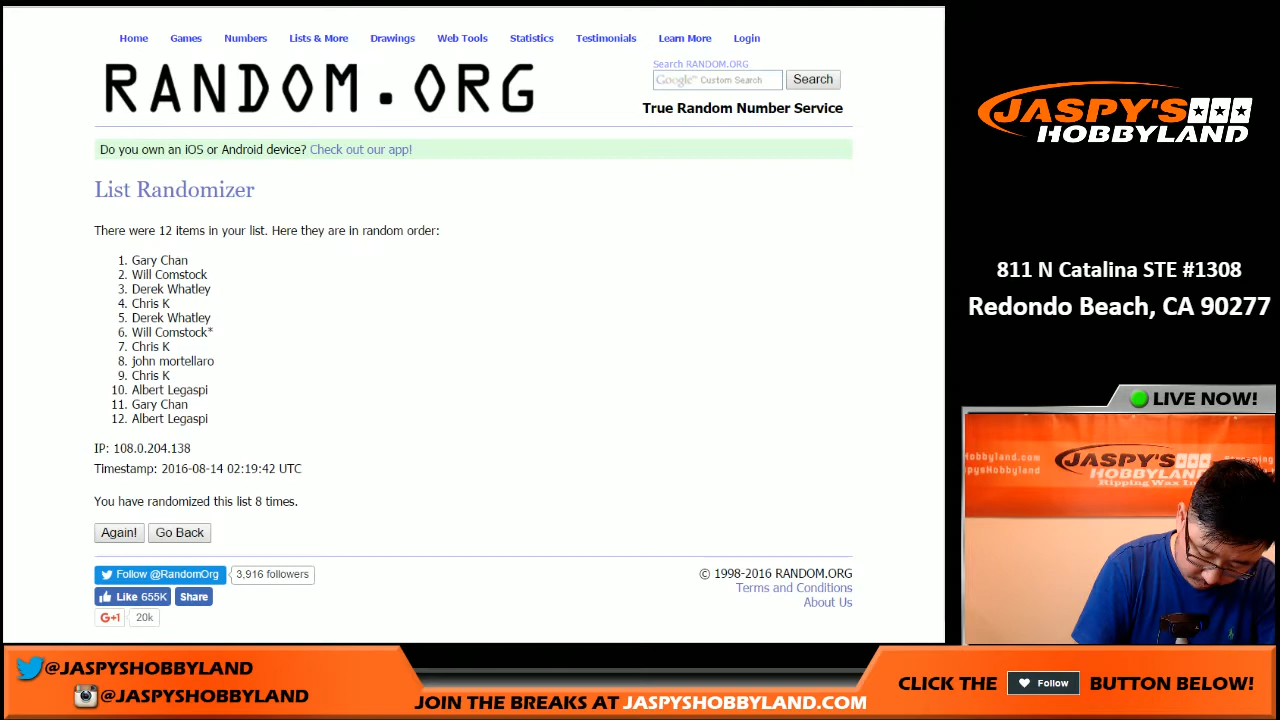 Home Games Numbers Lists & More Drawings Web Tools Statistics Testimonials Learn More Login
RANDOM.ORG
Search RANDOM.ORG
Google™ Custom Search Search
True Random Number Service
Do you own an iOS or Android device? Check out our app!
List Randomizer
There were 12 items in your list. Here they are in random order:
1. Gary Chan
2. Will Comstock
3. Derek Whatley
4. Chris K
5. Derek Whatley
6. Will Comstock*
7. Chris K
8. john mortellaro
9. Chris K
10. Albert Legaspi
11. Gary Chan
12. Albert Legaspi
IP: 108.0.204.138
Timestamp: 2016-08-14 02:19:42 UTC
You have randomized this list 8 times.
Again! Go Back
Follow @RandomOrg 3,916 followers
Like 655K Share
G+1 20k
© 1998-2016 RANDOM.ORG
Terms and Conditions
About Us
JASPY'S
HOBBYLAND
811 N Catalina STE #1308
Redondo Beach, CA 90277
LIVE NOW!
JASPY'S
HOBBYLAND
@JASPYSHOBBYLAND
@JASPYSHOBBYLAND
JOIN THE BREAKS AT JASPYSHOBBYLAND.COM
CLICK THE Follow BUTTON BELOW!